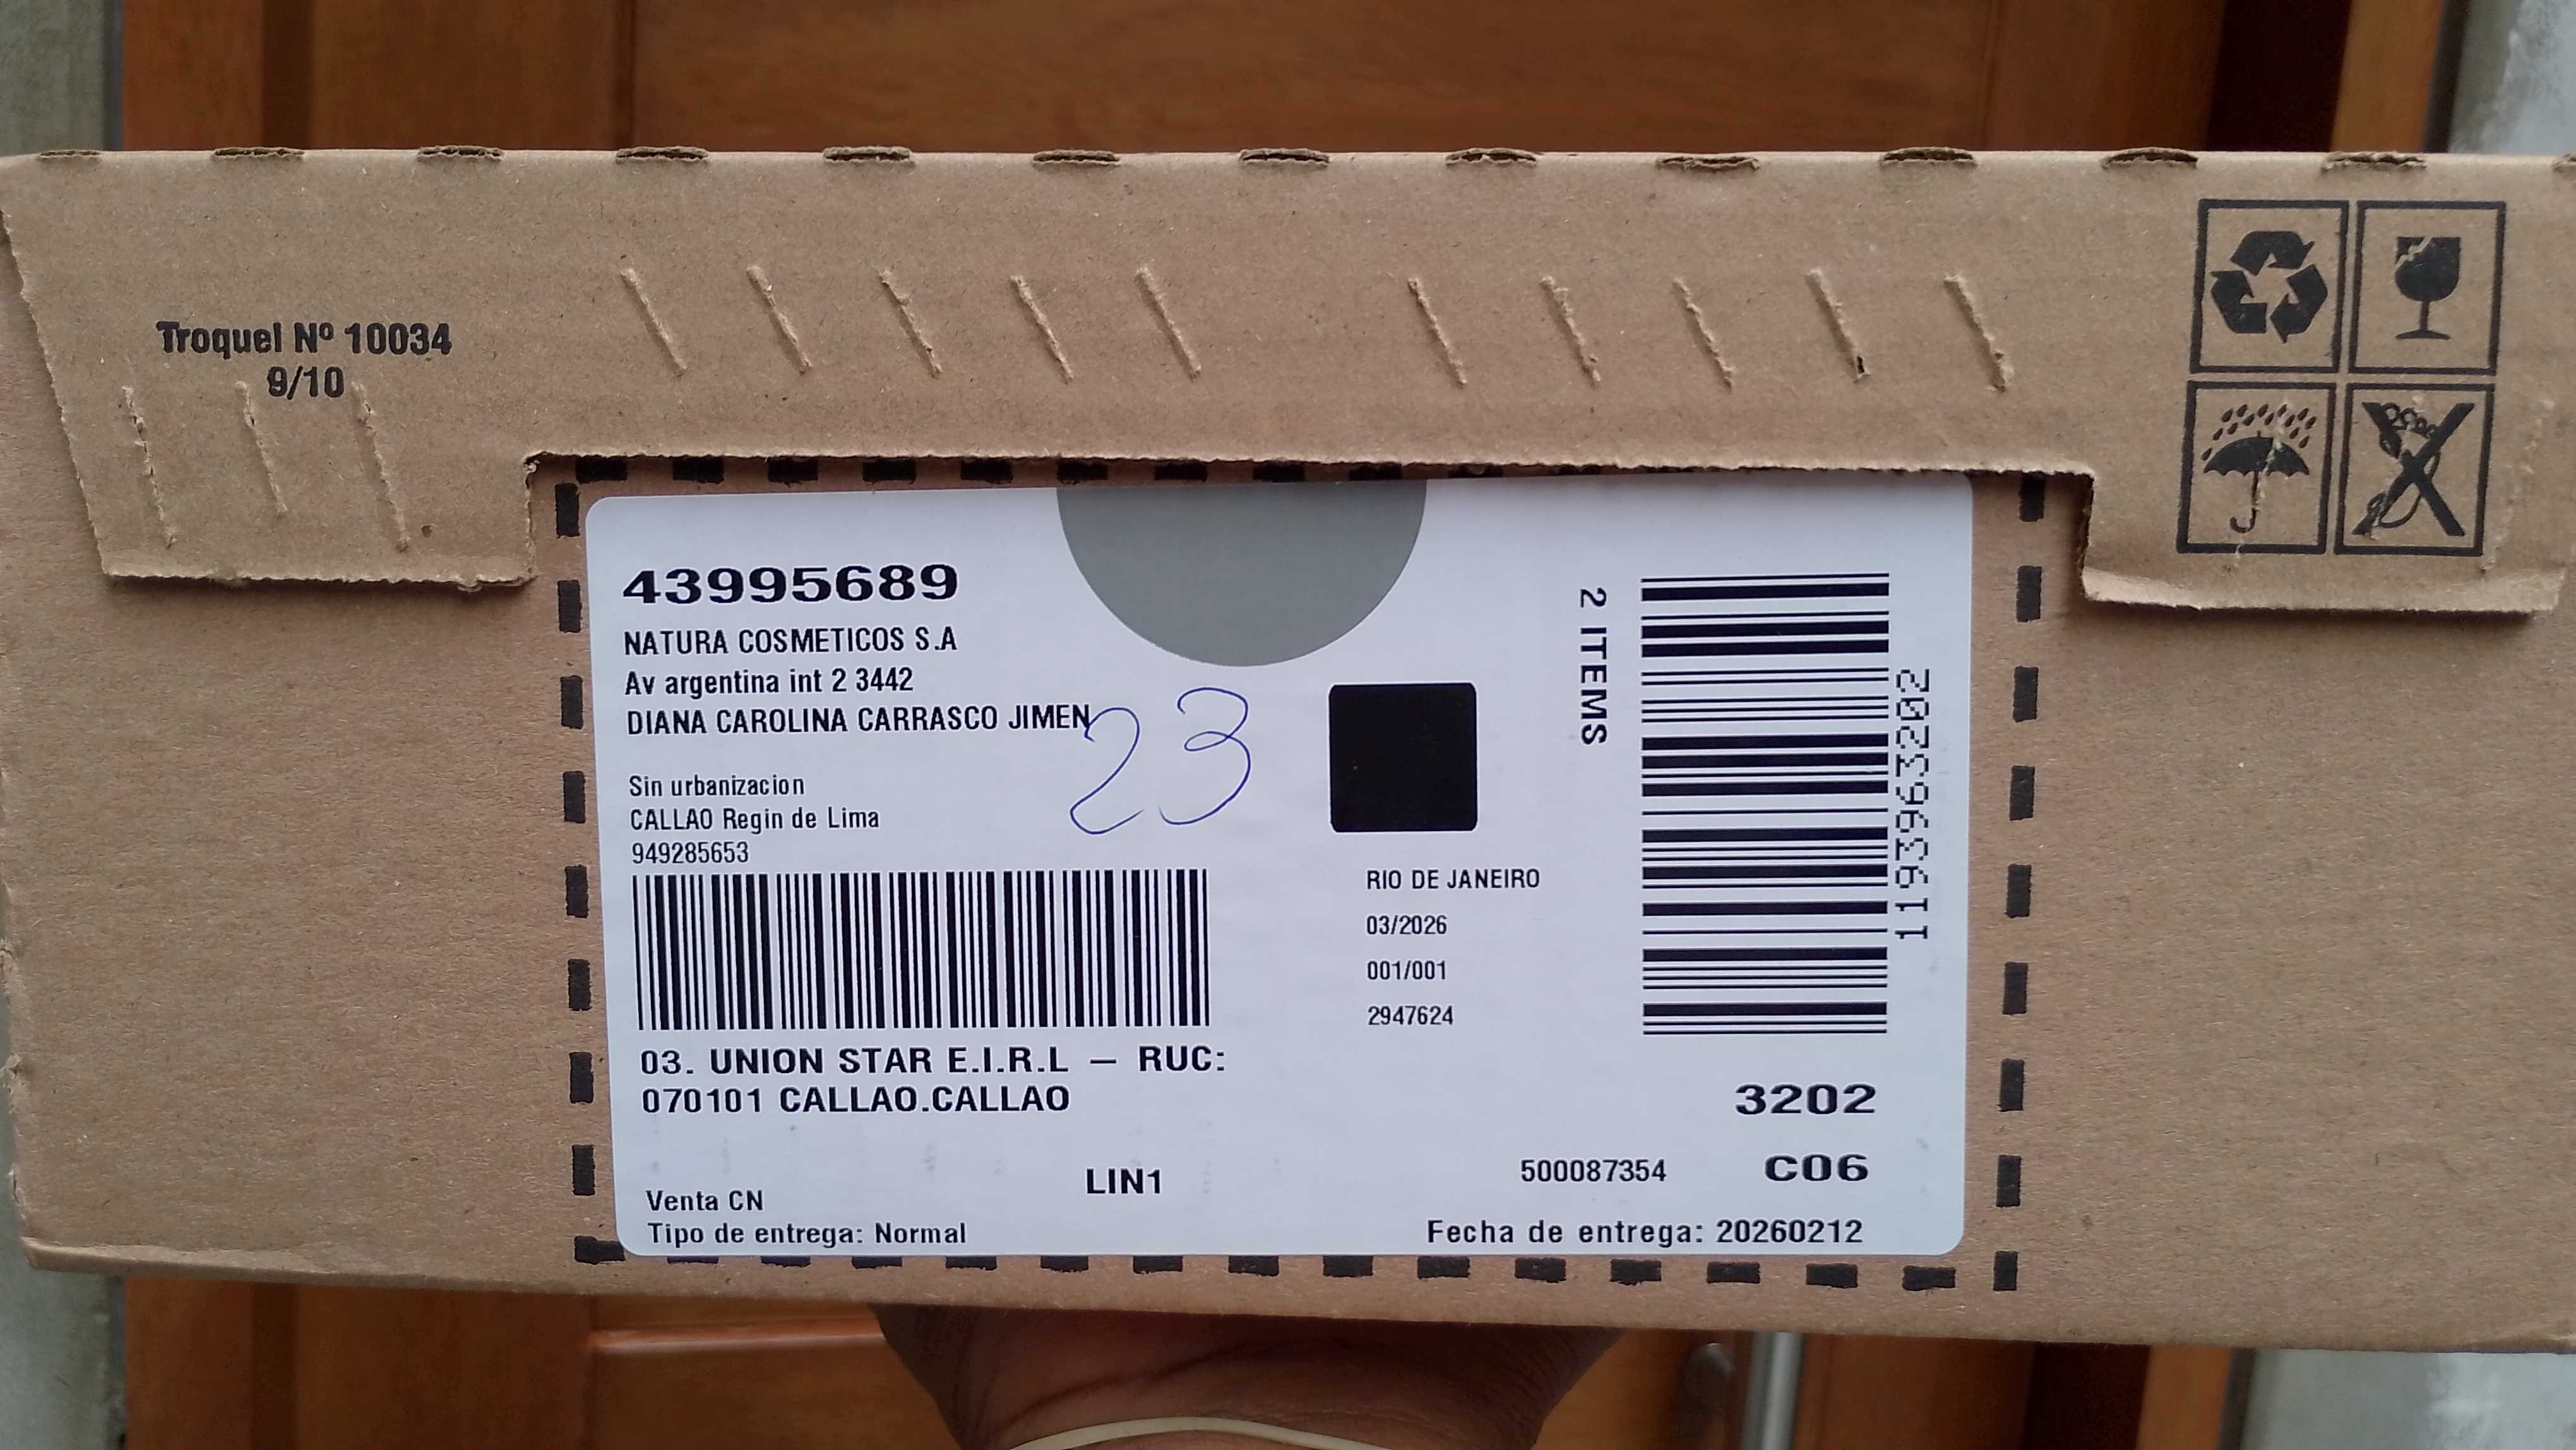 Troquel Nº 10034
9/10
43995689
NATURA COSMETICOS S.A
Av argentina int 2 3442
DIANA CAROLINA CARRASCO JIMEN
23
Sin urbanizacion
CALLAO Regin de Lima
949285653
2 ITEMS
11939963202
RIO DE JANEIRO
03/2026
001/001
2947624
03. UNION STAR E.I.R.L – RUC:
070101 CALLAO.CALLAO
3202
LIN1
500087354
C06
Venta CN
Tipo de entrega: Normal
Fecha de entrega: 20260212